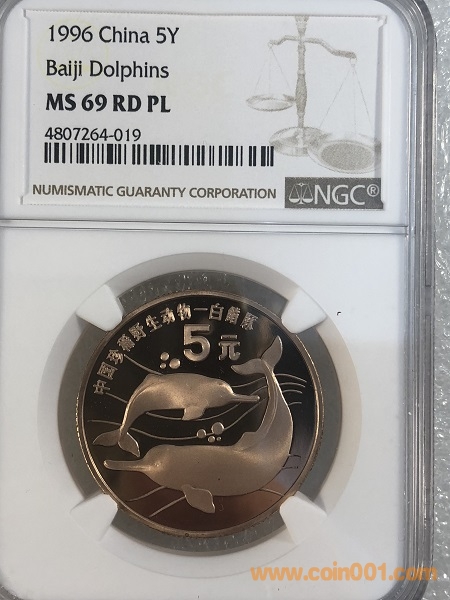 1996 China 5Y
Baiji Dolphins
MS 69 RD PL
4807264-019
NUMISMATIC GUARANTY CORPORATION
NGC®
中国珍稀野生动物—白鱀豚
5元
www.coin001.com